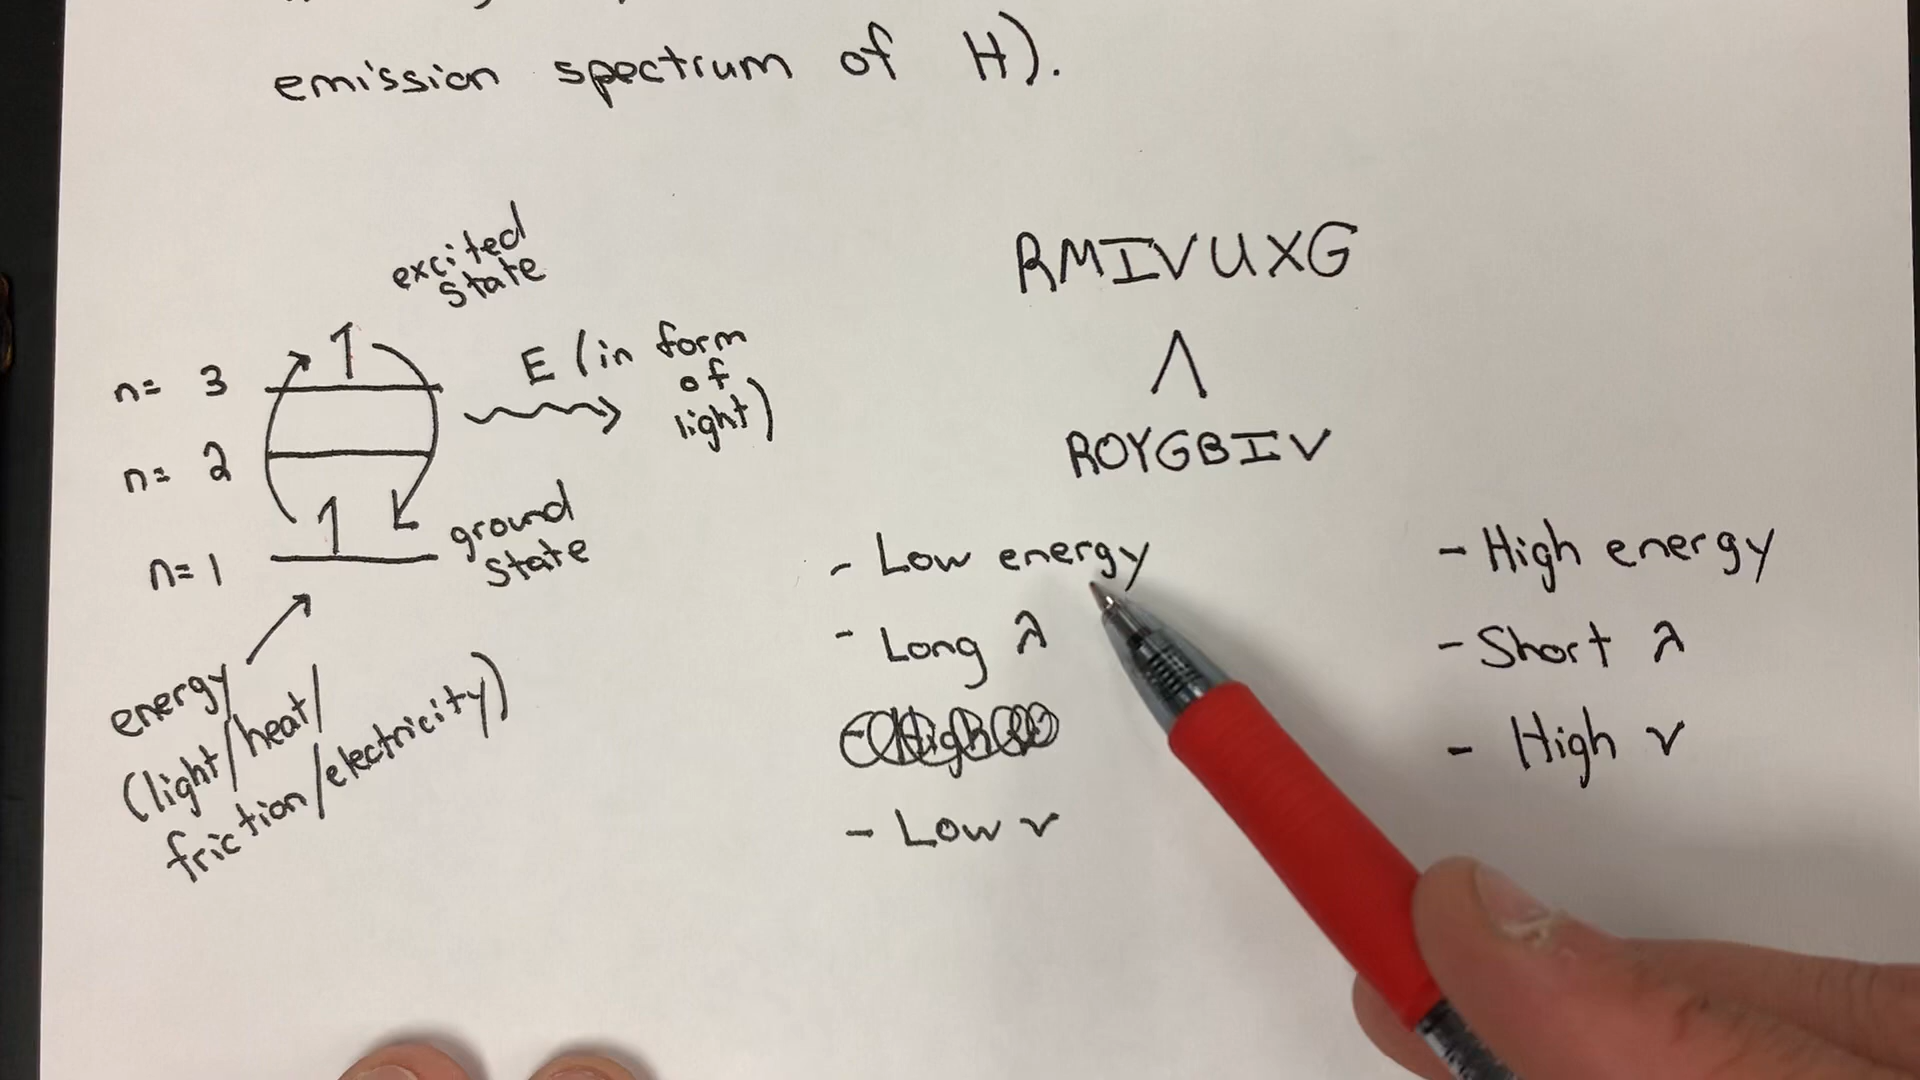 emission spectrum of H).
excited
state
n= 3
E (in form
of
light)
n= 2
ground
state
n= 1
energy
(light/heat/
friction/electricity)
RMIVUXG
ROYGBIV
- Low energy
- Long λ
- Low ν
- High energy
- Short λ
- High ν